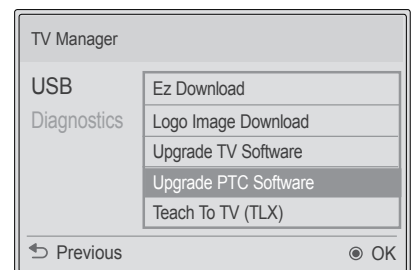 TV Manager
USB
Diagnostics
Ez Download
Logo Image Download
Upgrade TV Software
Upgrade PTC Software
Teach To TV (TLX)
Previous
OK